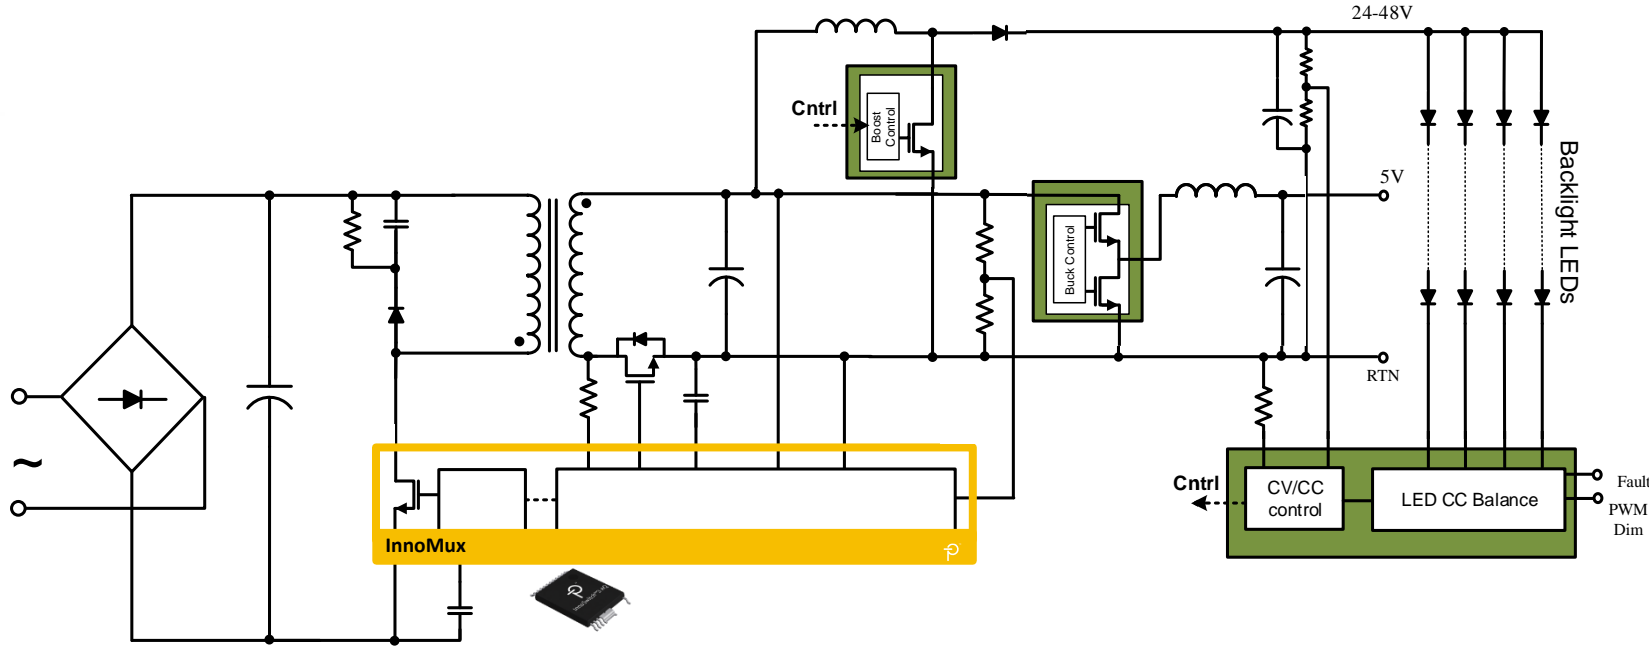 24-48V
Cntrl
Boost
Control
5V
Backlight LEDs
Buck Control
RTN
~
Cntrl
CV/CC
control
LED CC Balance
Fault
PWM
Dim
InnoMux